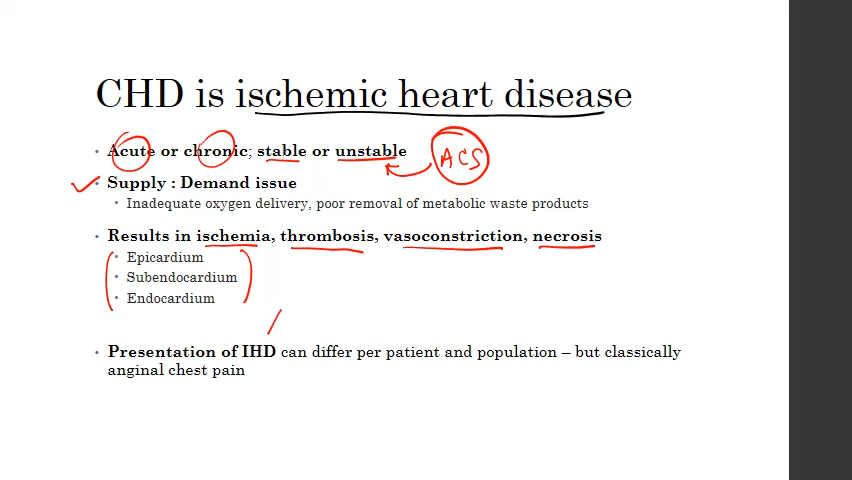 CHD is ischemic heart disease
• Acute or chronic; stable or unstable
ACS
• Supply : Demand issue
• Inadequate oxygen delivery, poor removal of metabolic waste products
• Results in ischemia, thrombosis, vasoconstriction, necrosis
• Epicardium
• Subendocardium
• Endocardium
• Presentation of IHD can differ per patient and population – but classically
anginal chest pain